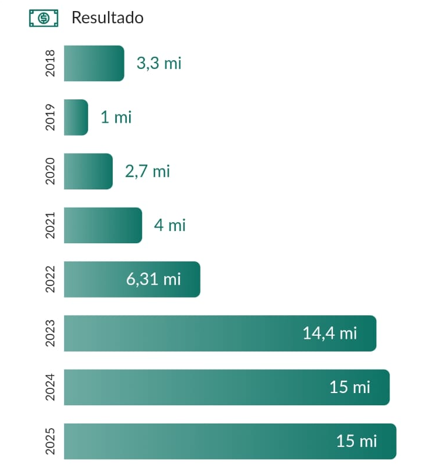 Resultado
2018
3,3 mi
2019
1 mi
2020
2,7 mi
2021
4 mi
2022
6,31 mi
2023
14,4 mi
2024
15 mi
2025
15 mi